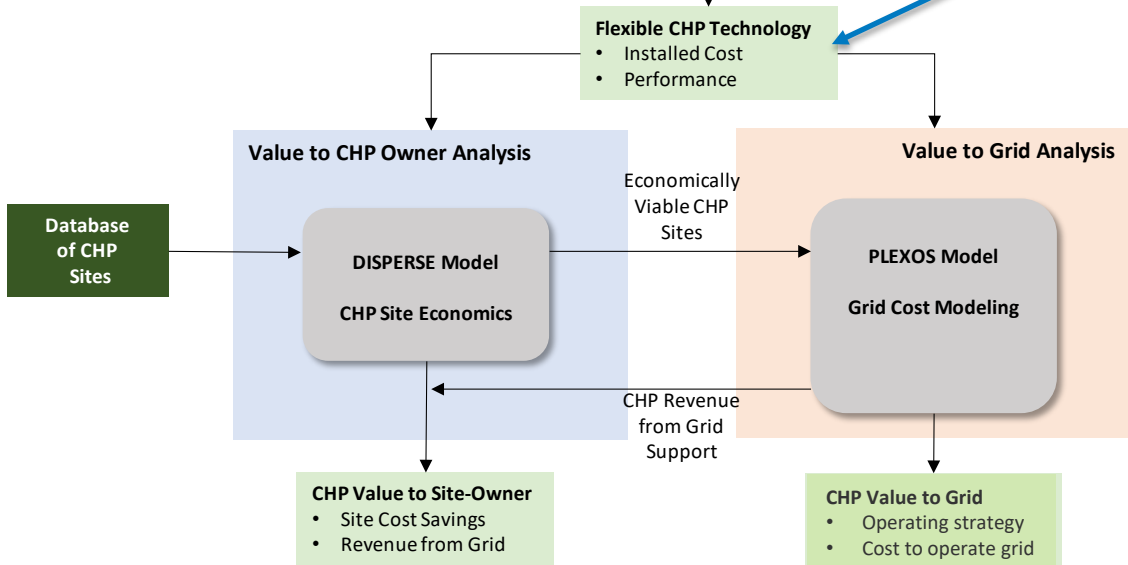 Flexible CHP Technology
• Installed Cost
• Performance
Value to CHP Owner Analysis
Value to Grid Analysis
Economically
Viable CHP
Sites
Database
of CHP
Sites
DISPERSE Model
CHP Site Economics
PLEXOS Model
Grid Cost Modeling
CHP Revenue
from Grid
Support
CHP Value to Site-Owner
• Site Cost Savings
• Revenue from Grid
CHP Value to Grid
• Operating strategy
• Cost to operate grid